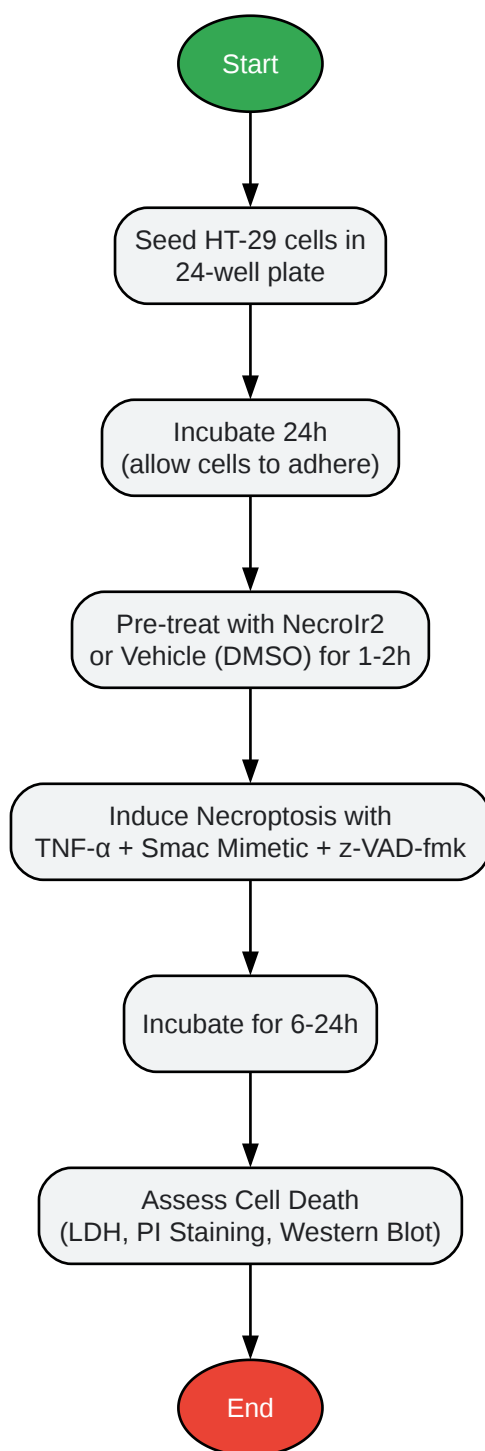 Start
Seed HT-29 cells in
24-well plate
Incubate 24h
(allow cells to adhere)
Pre-treat with NecroIr2
or Vehicle (DMSO) for 1-2h
Induce Necroptosis with
TNF-α + Smac Mimetic + z-VAD-fmk
Incubate for 6-24h
Assess Cell Death
(LDH, PI Staining, Western Blot)
End